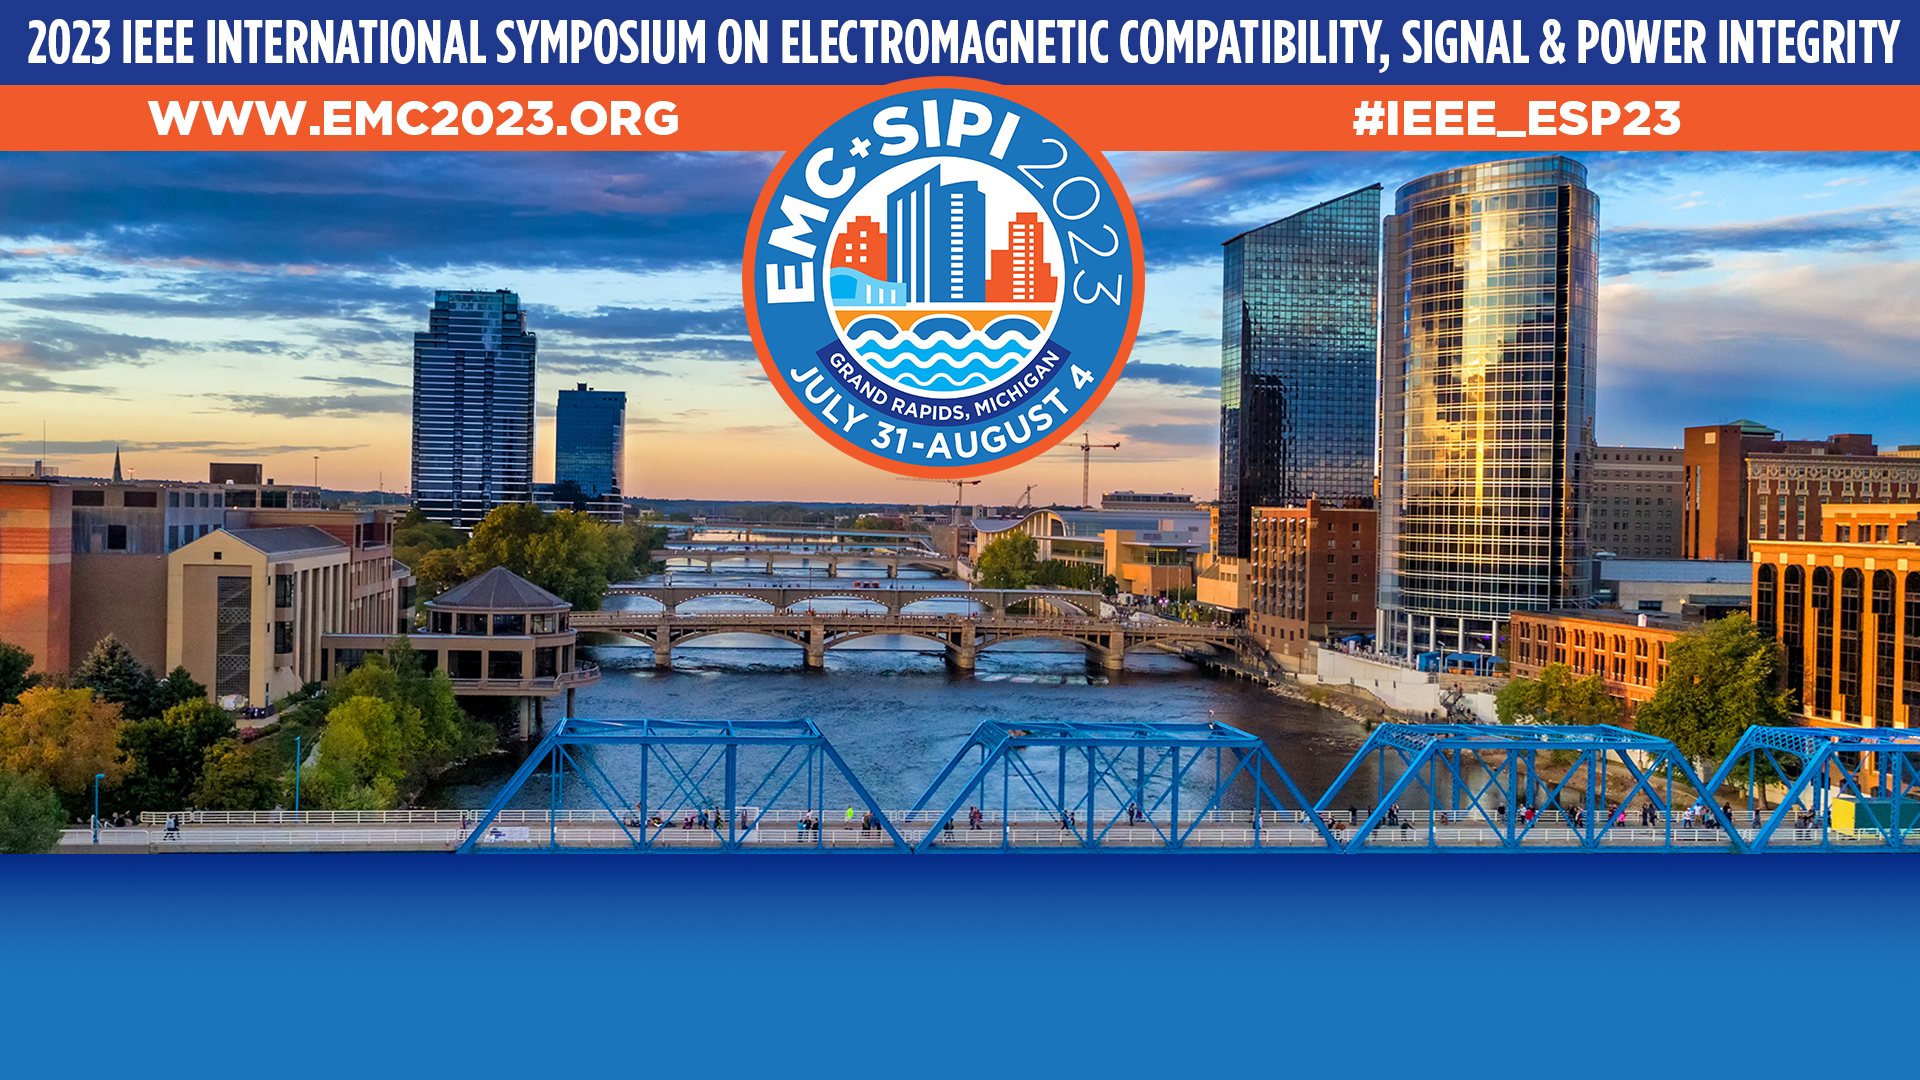 2023 IEEE INTERNATIONAL SYMPOSIUM ON ELECTROMAGNETIC COMPATIBILITY, SIGNAL & POWER INTEGRITY
WWW.EMC2023.ORG
#IEEE_ESP23
EMC+SIPI 2023
GRAND RAPIDS, MICHIGAN
JULY 31-AUGUST 4